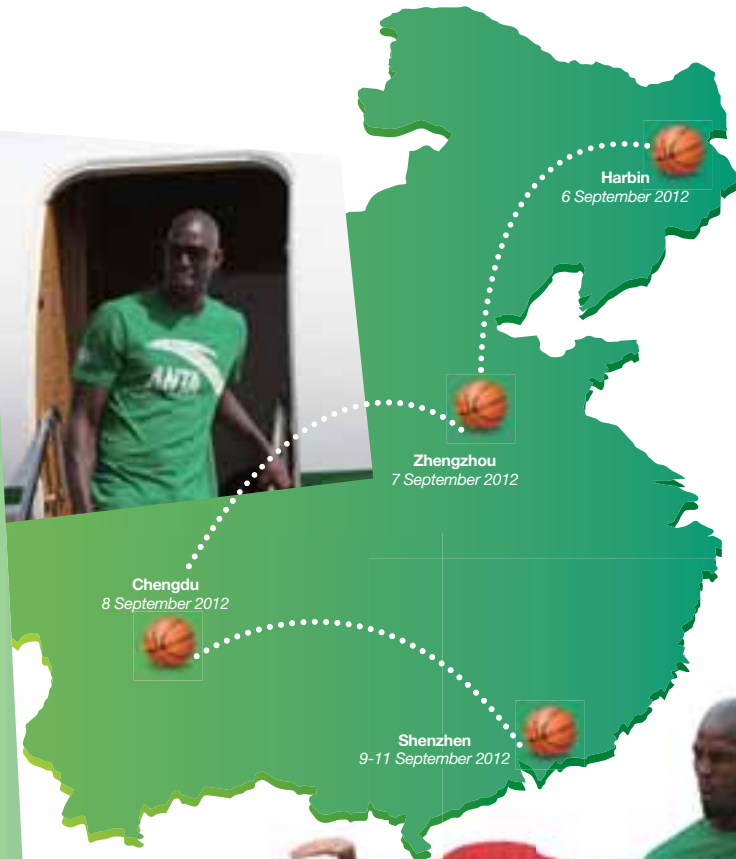 Harbin
6 September 2012
ANTA
Zhengzhou
7 September 2012
Chengdu
8 September 2012
Shenzhen
9-11 September 2012